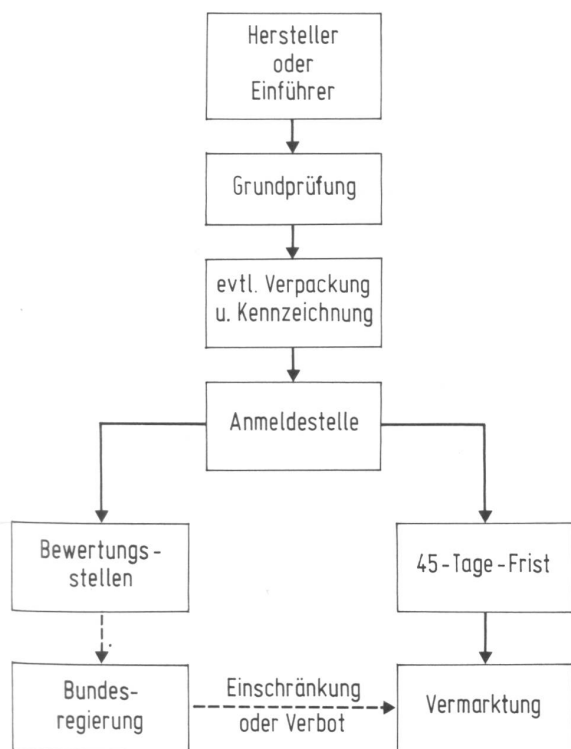 Hersteller
oder
Einführer
Grundprüfung
evtl. Verpackung
u. Kennzeichnung
Anmeldestelle
Bewertungs-
stellen
45-Tage-Frist
Bundes-
regierung
Einschränkung
oder Verbot
Vermarktung